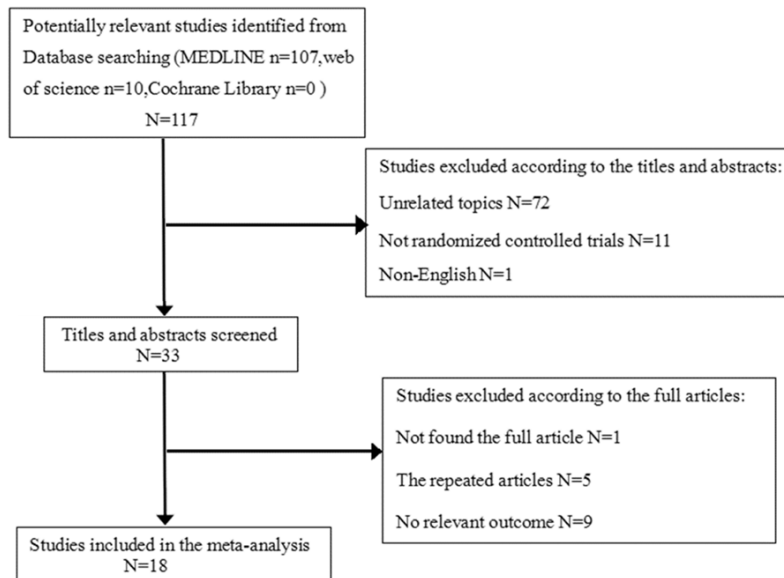 Potentially relevant studies identified from
Database searching (MEDLINE n=107,web
of science n=10,Cochrane Library n=0 )
N=117
Studies excluded according to the titles and abstracts:
Unrelated topics N=72
Not randomized controlled trials N=11
Non-English N=1
Titles and abstracts screened
N=33
Studies excluded according to the full articles:
Not found the full article N=1
The repeated articles N=5
No relevant outcome N=9
Studies included in the meta-analysis
N=18